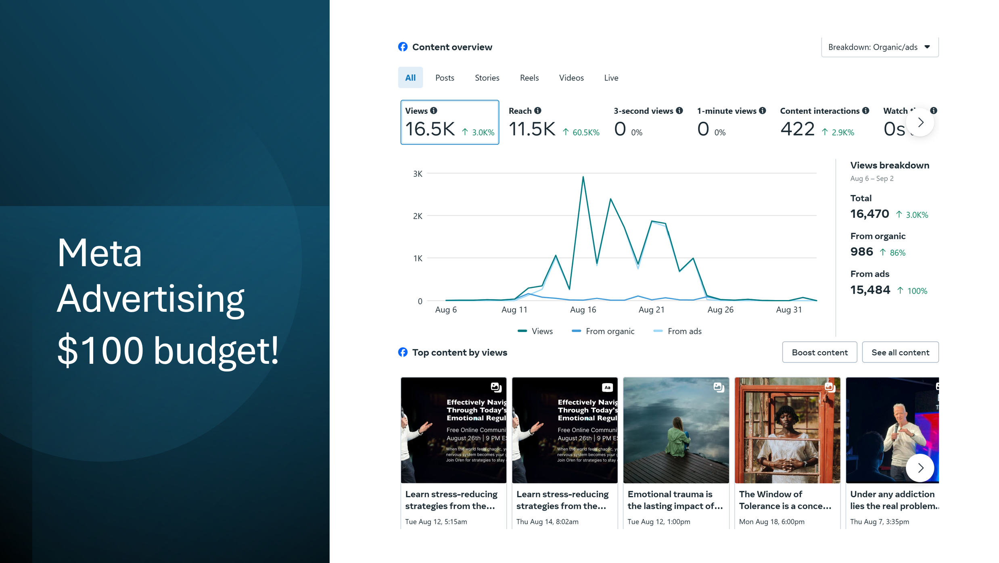 Meta
Advertising
$100 budget!
Content overview
Breakdown: Organic/ads
All Posts Stories Reels Videos Live
Views Reach 3-second views 1-minute views Content interactions Watch
16.5K ↑ 3.0K% 11.5K ↑ 60.5K% 0 0% 0 0% 422 ↑ 2.9K% 0s
3K
2K
1K
0
Aug 6 Aug 11 Aug 16 Aug 21 Aug 26 Aug 31
Views From organic From ads
Views breakdown
Aug 6 – Sep 2
Total
16,470 ↑ 3.0K%
From organic
986 ↑ 86%
From ads
15,484 ↑ 100%
Top content by views
Boost content
See all content
Effectively Navig
Through Today's
Emotional Regul
Free Online Communi
August 26th | 9 PM ES
When the world feels chaotic, yo
nervous system becomes your g
Join Oren for strategies to stay
Learn stress-reducing
strategies from the...
Tue Aug 12, 5:15am
Aa
Effectively Navig
Through Today's
Emotional Regul
Free Online Communi
August 26th | 9 PM ES
When the world feels chaotic, yo
nervous system becomes your g
Join Oren for strategies to stay
Learn stress-reducing
strategies from the...
Thu Aug 14, 8:02am
Emotional trauma is
the lasting impact of...
Tue Aug 12, 1:00pm
The Window of
Tolerance is a conce...
Mon Aug 18, 6:00pm
Under any addiction
lies the real problem..
Thu Aug 7, 3:35pm